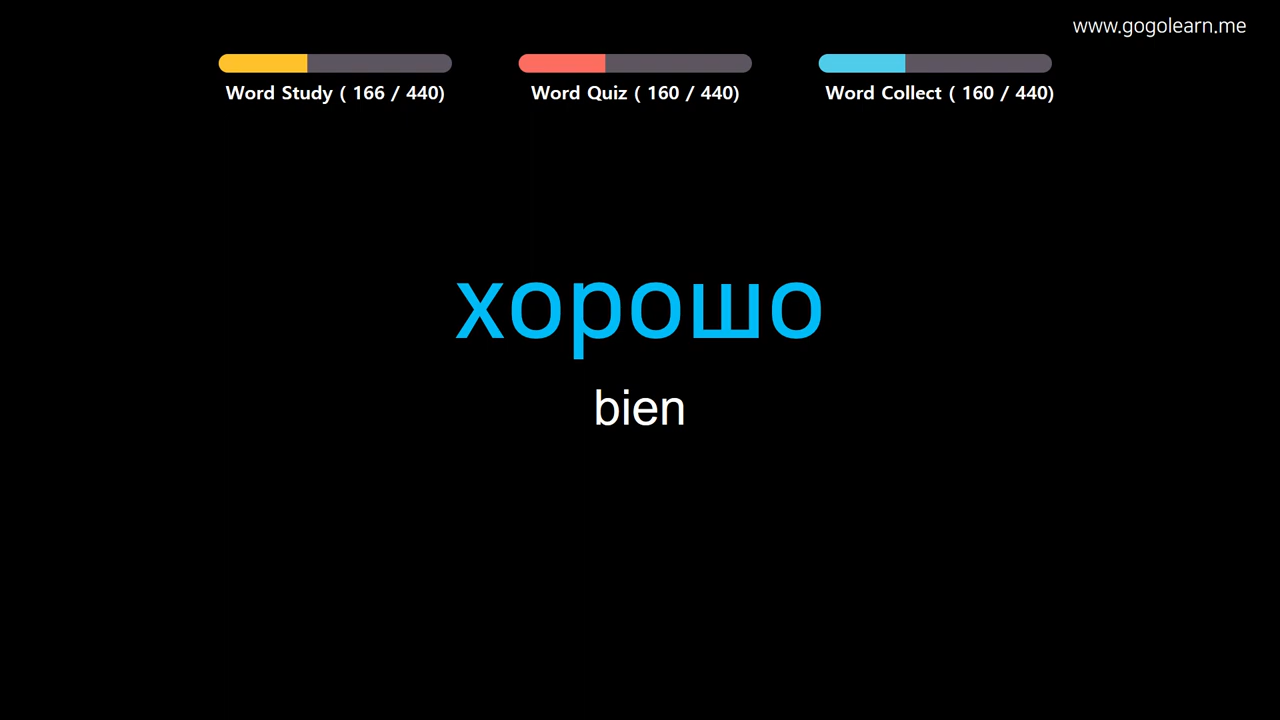 www.gogolearn.me
Word Study ( 166 / 440)
Word Quiz ( 160 / 440)
Word Collect ( 160 / 440)
хорошо
bien